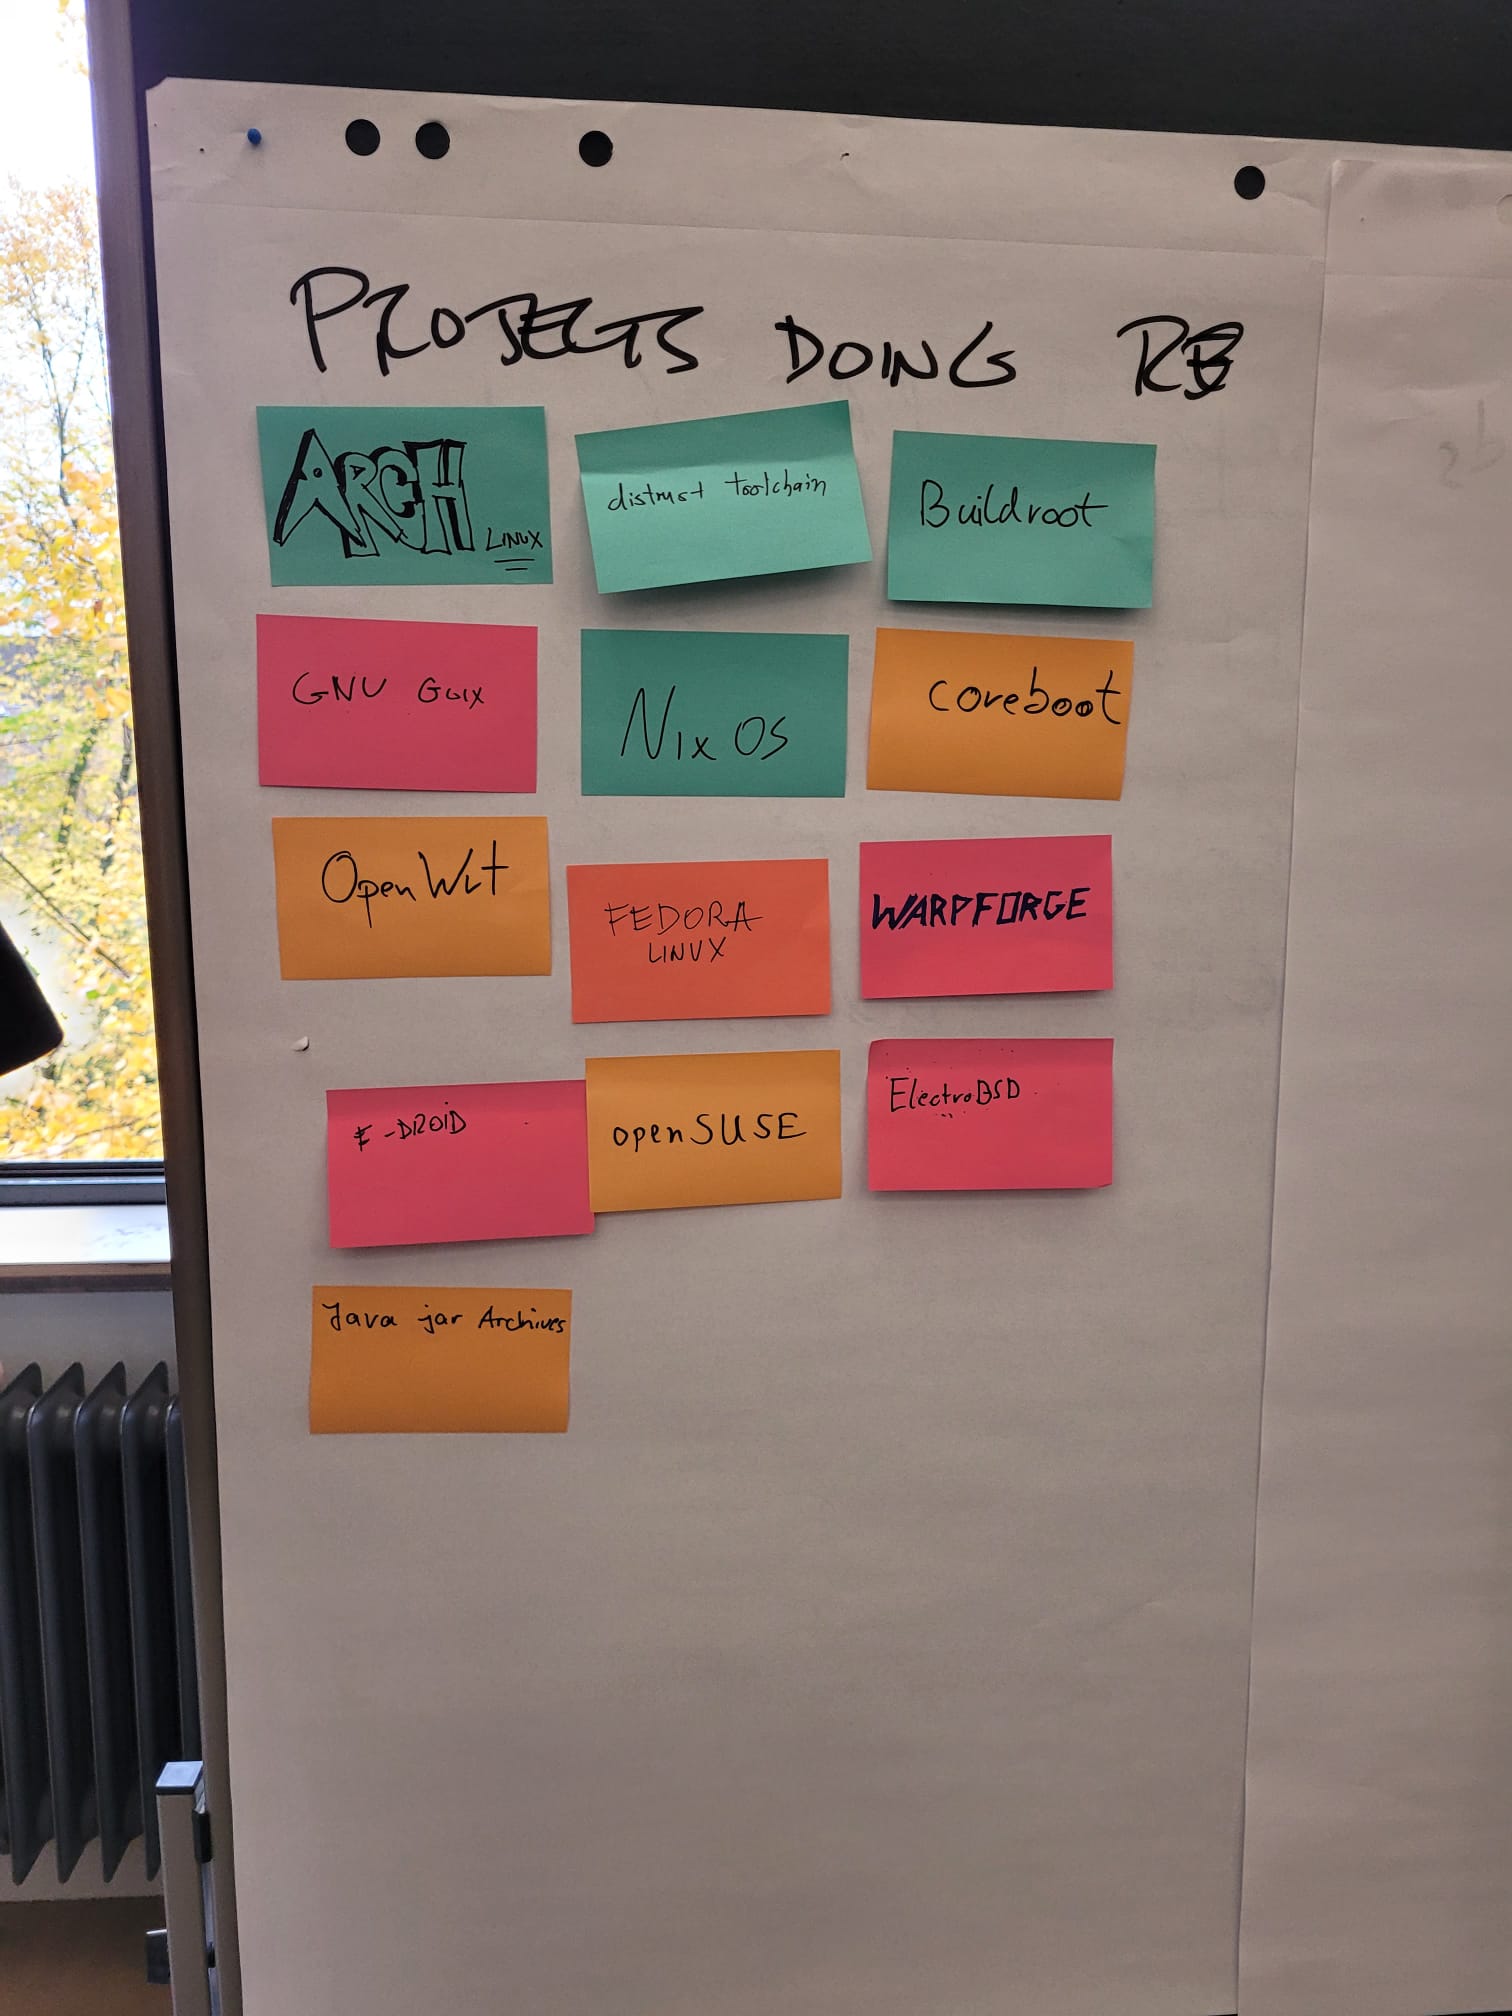 PROJECTS DOING RB
ARCH
LINUX
distrust toolchain
Buildroot
GNU Guix
Nix OS
coreboot
OpenWrt
FEDORA
LINUX
WARPFORGE
F-DROID
openSUSE
ElectroBSD
Java jar Archives